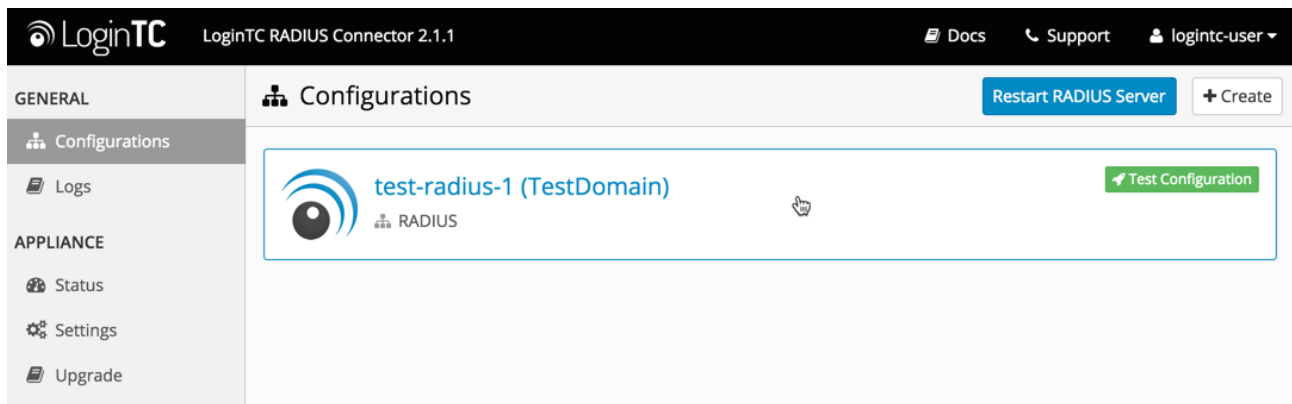 LoginTC
LoginTC RADIUS Connector 2.1.1
Docs
Support
logintc-user
GENERAL
Configurations
Logs
APPLIANCE
Status
Settings
Upgrade
Configurations
Restart RADIUS Server
+ Create
test-radius-1 (TestDomain)
RADIUS
Test Configuration